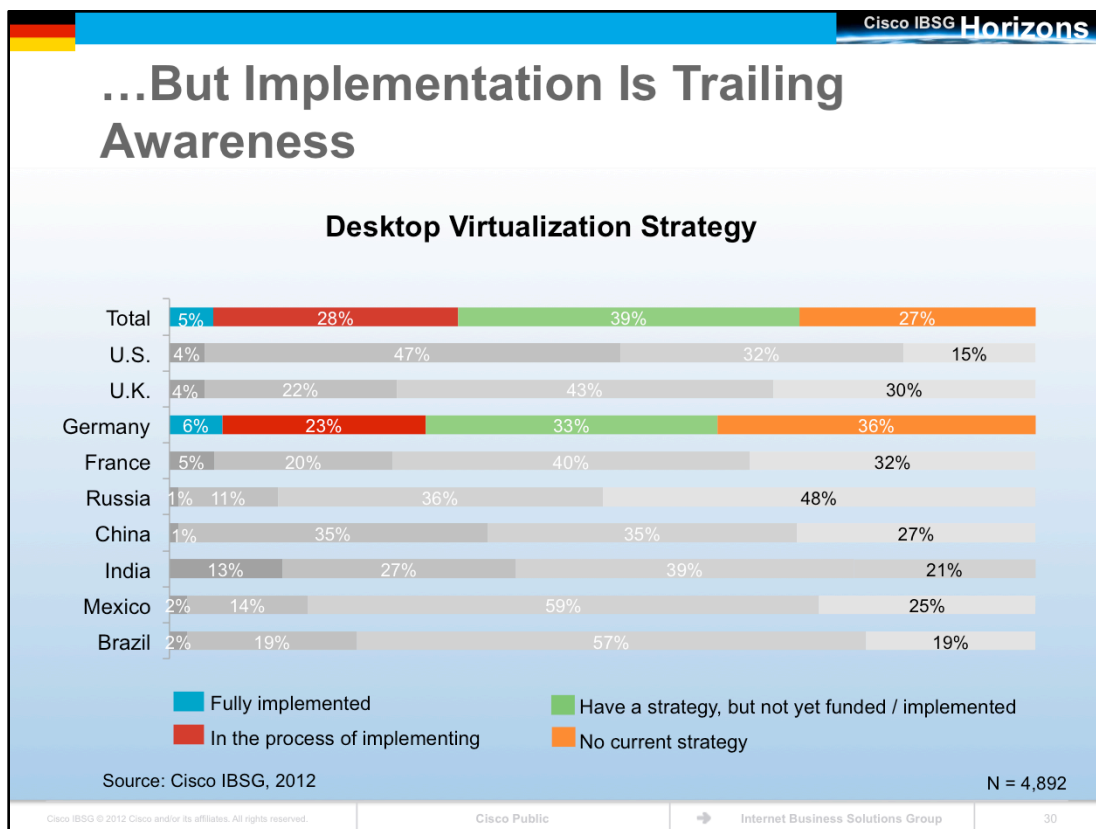 Cisco IBSG Horizons
…But Implementation Is Trailing
Awareness
Desktop Virtualization Strategy
Total 5% 28% 39% 27%
U.S. 4% 47% 32% 15%
U.K. 4% 22% 43% 30%
Germany 6% 23% 33% 36%
France 5% 20% 40% 32%
Russia 1% 11% 36% 48%
China 1% 35% 35% 27%
India 13% 27% 39% 21%
Mexico 2% 14% 59% 25%
Brazil 2% 19% 57% 19%
Fully implemented
In the process of implementing
Have a strategy, but not yet funded / implemented
No current strategy
Source: Cisco IBSG, 2012
N = 4,892
Cisco IBSG © 2012 Cisco and/or its affiliates. All rights reserved. Cisco Public Internet Business Solutions Group 30